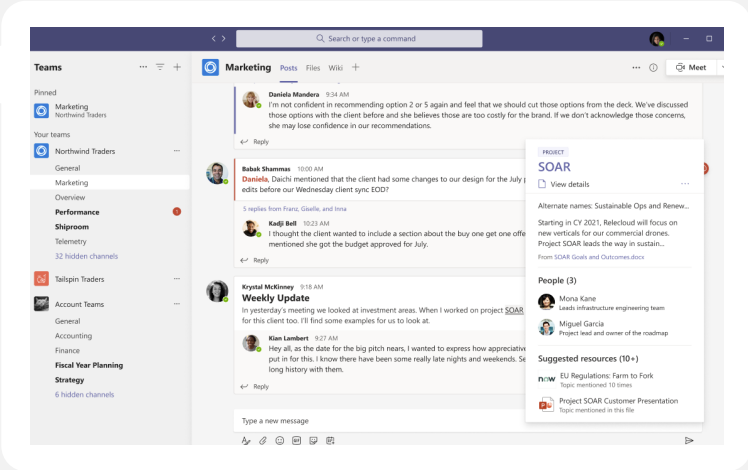 Search or type a command
Teams
Marketing
Posts
Files
Wiki
Meet
Pinned
Marketing
Northwind Traders
Your teams
Northwind Traders
General
Marketing
Overview
Performance
Shiproom
Telemetry
32 hidden channels
Tailspin Traders
Account Teams
General
Accounting
Finance
Fiscal Year Planning
Strategy
6 hidden channels
Daniela Mandera 9:34 AM
I'm not confident in recommending option 2 or 5 again and feel that we should cut those options from the deck. We've discussed
those options with the client before and she believes those are too costly for the brand. If we don't acknowledge those concerns,
she may lose confidence in our recommendations.
Reply
Babak Shammas 10:00 AM
Daniela, Daichi mentioned that the client had some changes to our design for the July
edits before our Wednesday client sync EOD?
5 replies from Franz, Giselle, and Inna
Kadji Bell 10:23 AM
I thought the client wanted to include a section about the buy one get one
mentioned she got the budget approved for July.
Reply
Krystal McKinney 9:18 AM
Weekly Update
In yesterday's meeting we looked at investment areas. When I worked on project SOAR
for this client too. I'll find some examples for us to look at.
Kian Lambert 9:27 AM
Hey all, as the date for the big pitch nears, I wanted to express how
put in for this. I know there have been some really late nights and weekends.
long history with them.
Reply
Type a new message
PROJECT
SOAR
View details
Alternate names: Sustainable Ops and Renew...
Starting in CY 2021, Relecloud will focus on
new verticals for our commercial drones.
Project SOAR leads the way in sustain...
From SOAR Goals and Outcomes.docx
People (3)
Mona Kane
Leads infrastructure engineering team
Miguel Garcia
Project lead and owner of the roadmap
Suggested resources (10+)
now
EU Regulations: Farm to Fork
Topic mentioned 10 times
Project SOAR Customer Presentation
Topic mentioned in this file